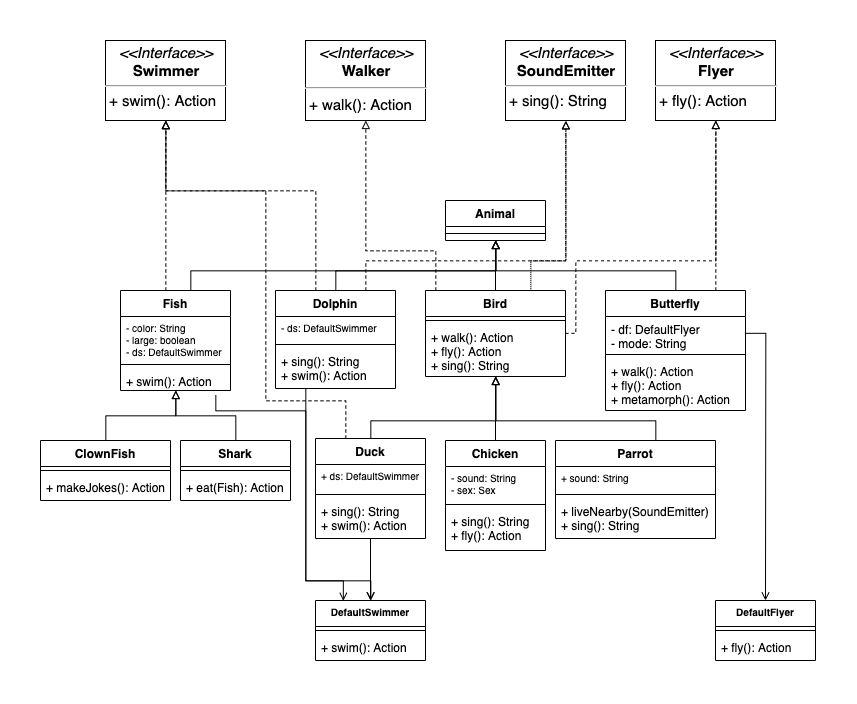 <<Interface>>
Swimmer
+ swim(): Action
<<Interface>>
Walker
+ walk(): Action
<<Interface>>
SoundEmitter
+ sing(): String
<<Interface>>
Flyer
+ fly(): Action
Animal
Fish
- color: String
- large: boolean
- ds: DefaultSwimmer
+ swim(): Action
Dolphin
- ds: DefaultSwimmer
+ sing(): String
+ swim(): Action
Bird
+ walk(): Action
+ fly(): Action
+ sing(): String
Butterfly
- df: DefaultFlyer
- mode: String
+ walk(): Action
+ fly(): Action
+ metamorph(): Action
ClownFish
+ makeJokes(): Action
Shark
+ eat(Fish): Action
Duck
+ ds: DefaultSwimmer
+ sing(): String
+ swim(): Action
Chicken
- sound: String
- sex: Sex
+ sing(): String
+ fly(): Action
Parrot
+ sound: String
+ liveNearby(SoundEmitter)
+ sing(): String
DefaultSwimmer
+ swim(): Action
DefaultFlyer
+ fly(): Action